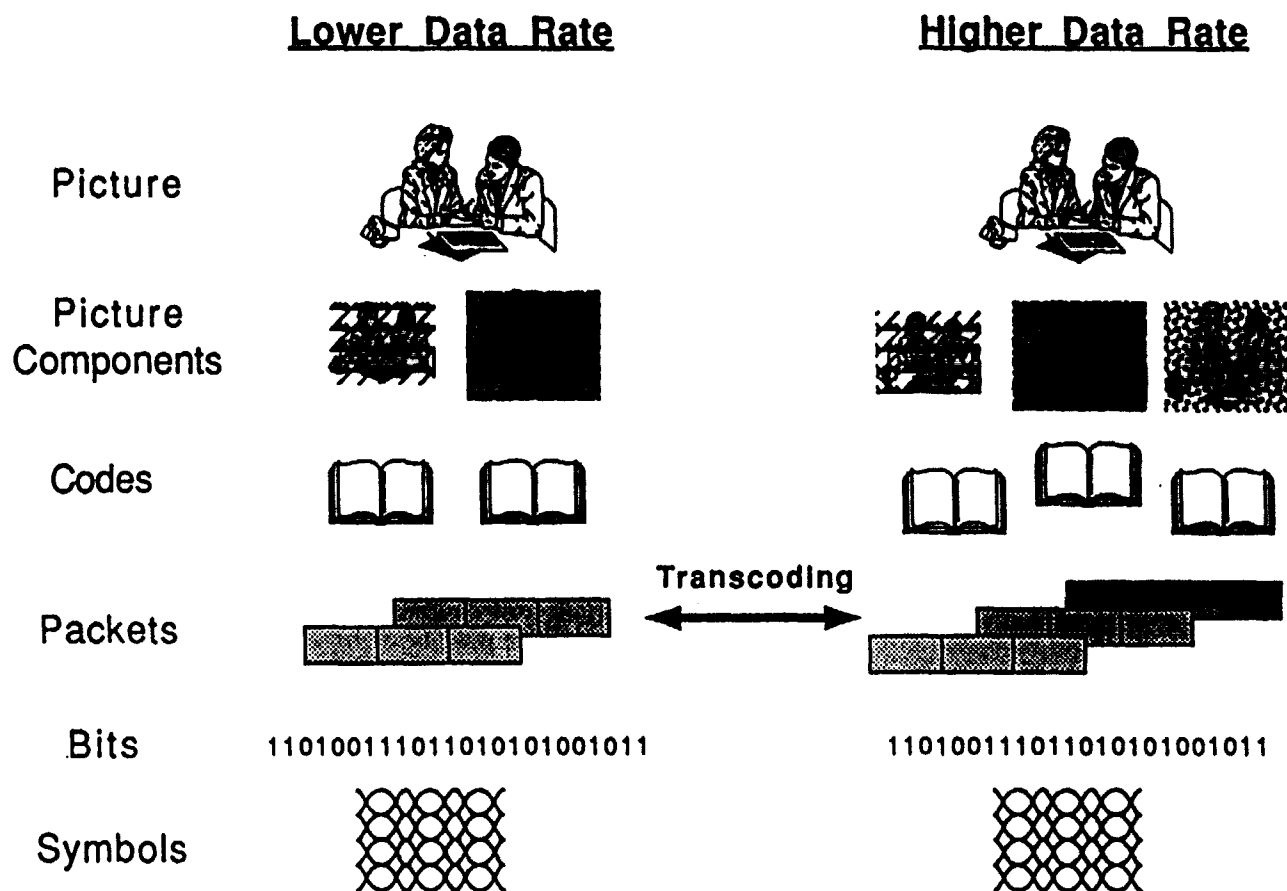 Lower Data Rate
Higher Data Rate
Picture
Picture
Components
Codes
Transcoding
Packets
Bits
110100111011010101001011
110100111011010101001011
Symbols